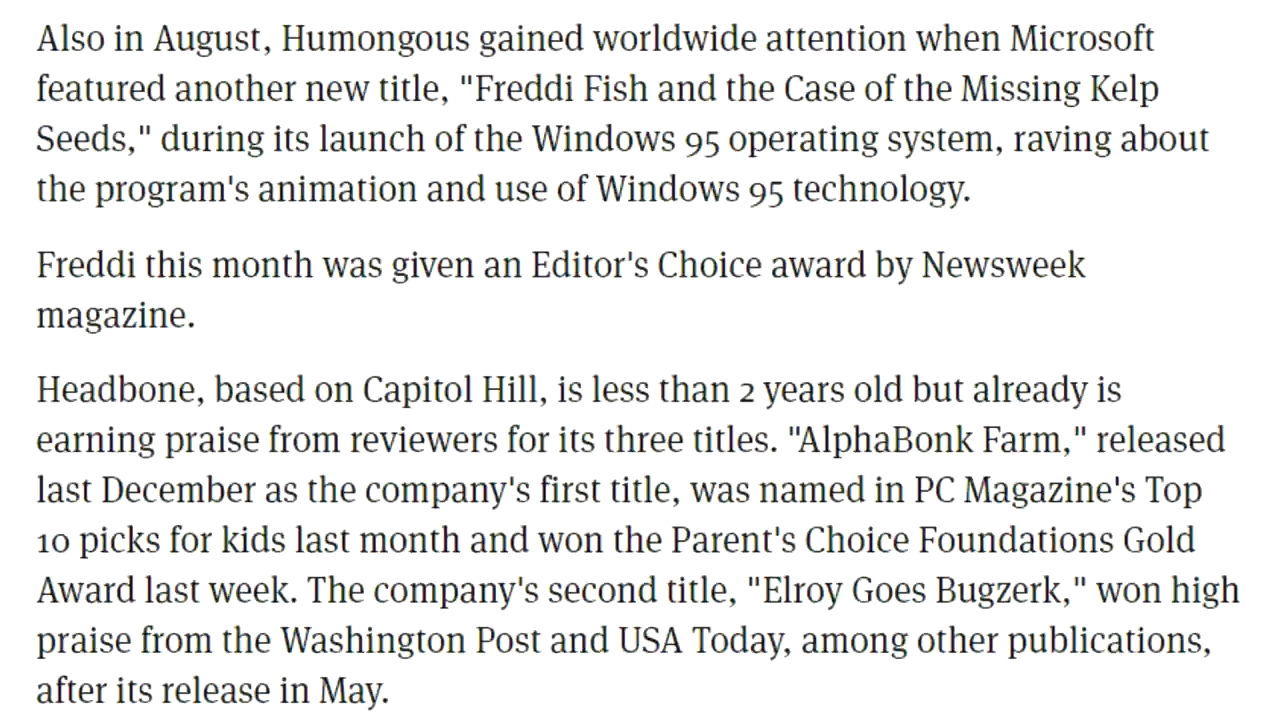 Also in August, Humongous gained worldwide attention when Microsoft
featured another new title, "Freddi Fish and the Case of the Missing Kelp
Seeds," during its launch of the Windows 95 operating system, raving about
the program's animation and use of Windows 95 technology.
Freddi this month was given an Editor's Choice award by Newsweek
magazine.
Headbone, based on Capitol Hill, is less than 2 years old but already is
earning praise from reviewers for its three titles. "AlphaBonk Farm," released
last December as the company's first title, was named in PC Magazine's Top
10 picks for kids last month and won the Parent's Choice Foundations Gold
Award last week. The company's second title, "Elroy Goes Bugzerk," won high
praise from the Washington Post and USA Today, among other publications,
after its release in May.